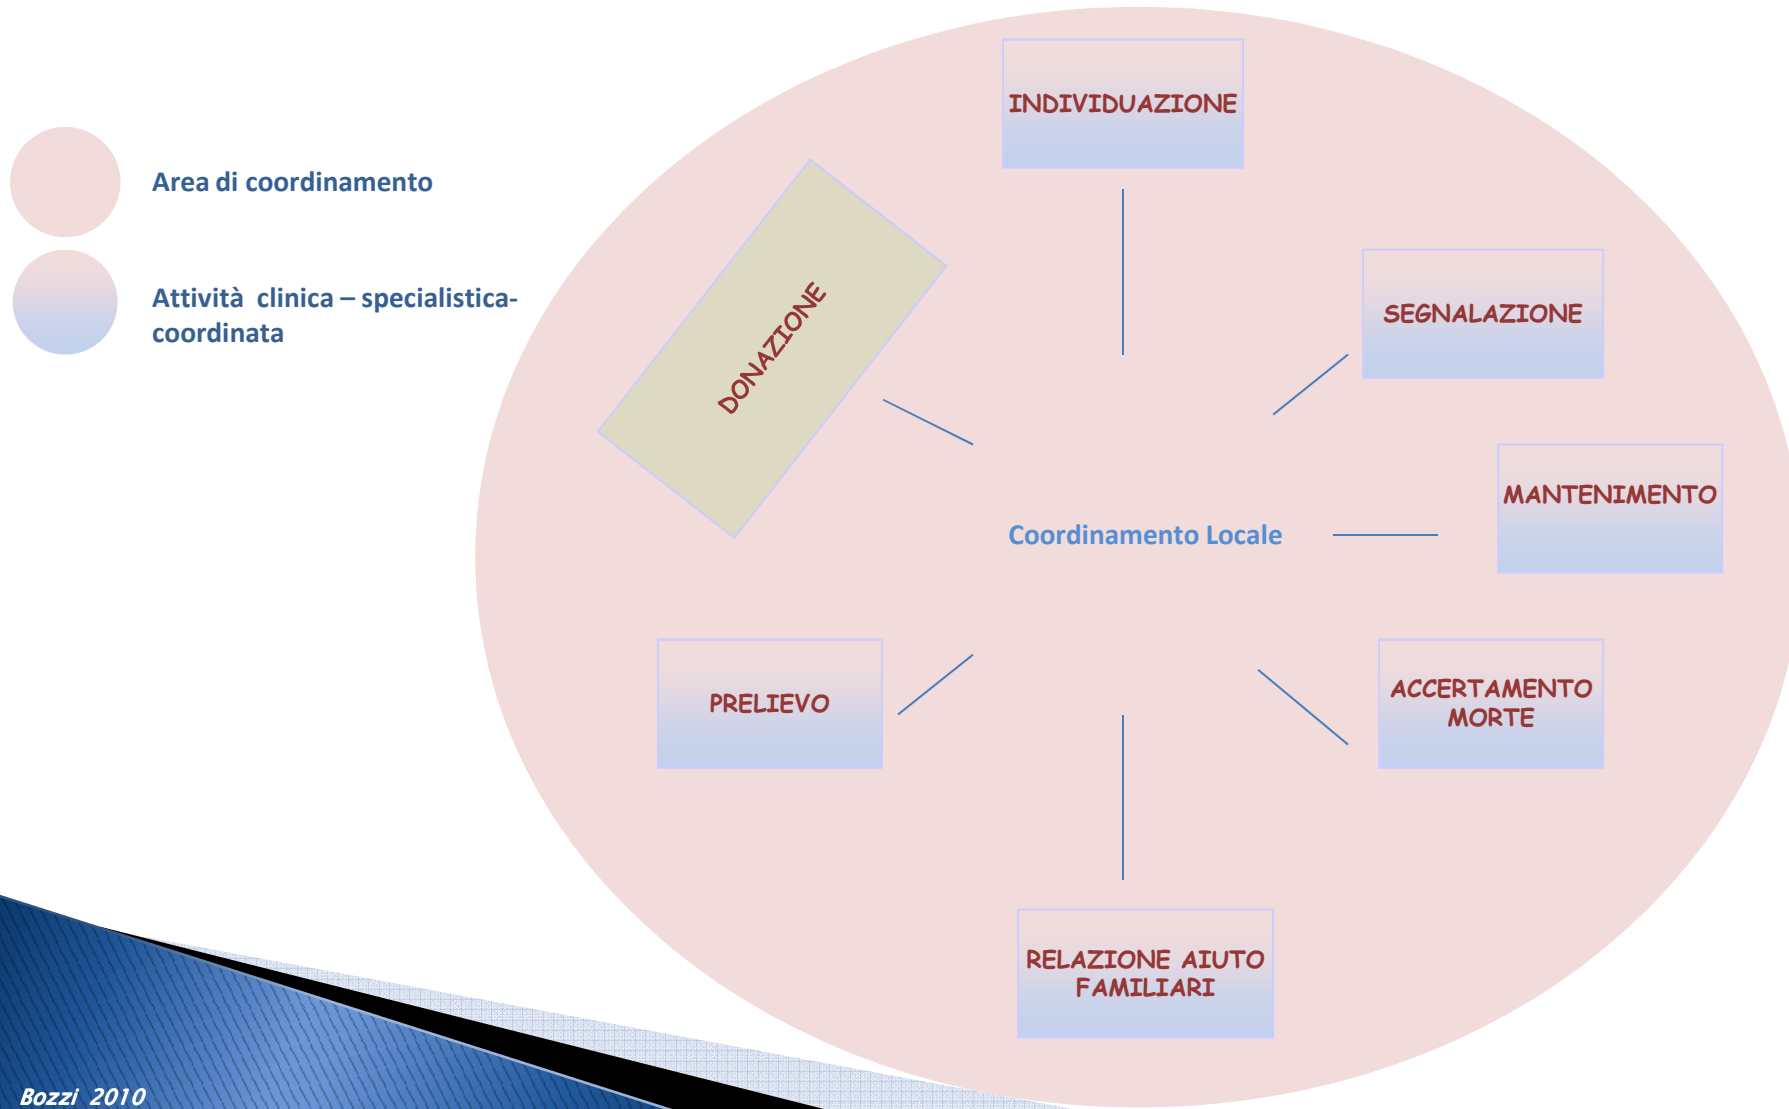 Area di coordinamento
Attività clinica – specialistica-
coordinata
INDIVIDUAZIONE
SEGNALAZIONE
MANTENIMENTO
ACCERTAMENTO
MORTE
RELAZIONE AIUTO
FAMILIARI
PRELIEVO
DONAZIONE
Coordinamento Locale
Bozzi 2010